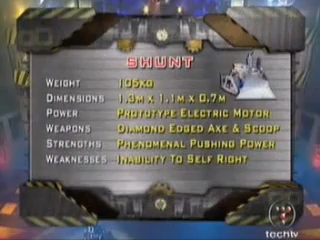 SHUNT
WEIGHT 105KG
DIMENSIONS 1.3M X 1.1M X 0.7M
POWER PROTOTYPE ELECTRIC MOTOR
WEAPONS DIAMOND EDGED AXE & SCOOP
STRENGTHS PHENOMENAL PUSHING POWER
WEAKNESSES INABILITY TO SELF RIGHT
techtv